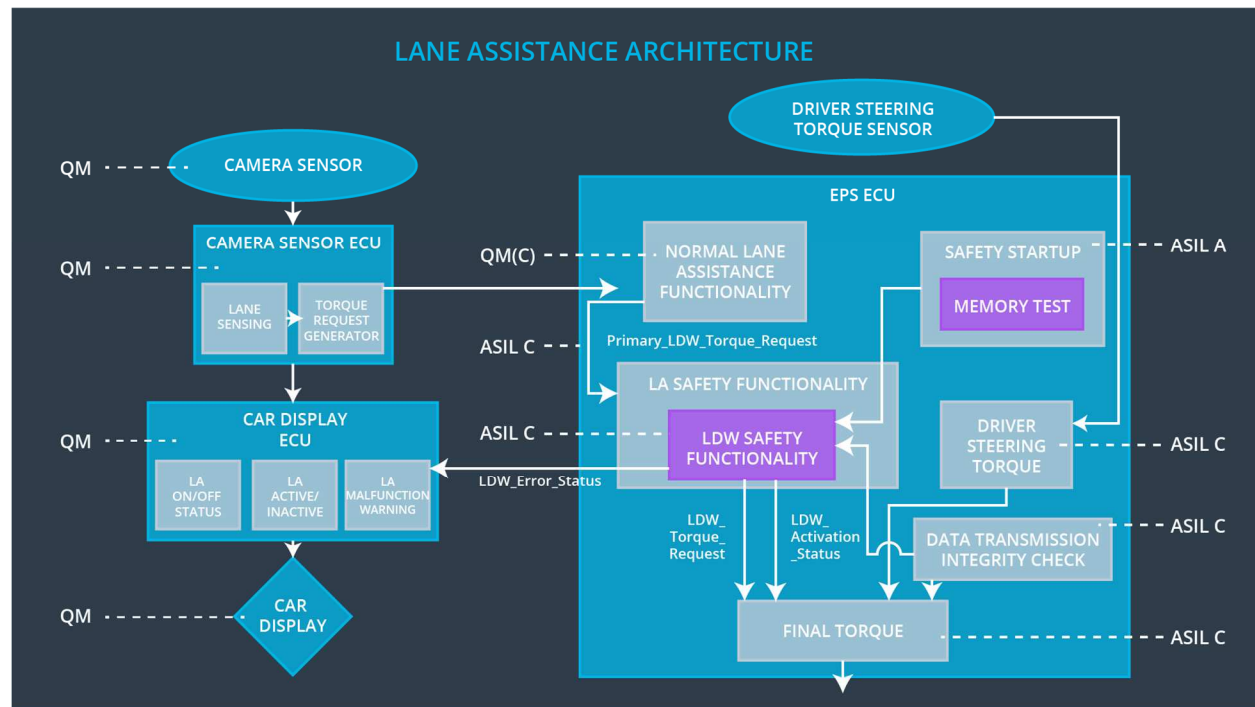 LANE ASSISTANCE ARCHITECTURE
DRIVER STEERING
TORQUE SENSOR
QM
CAMERA SENSOR
EPS ECU
QM
CAMERA SENSOR ECU
LANE
SENSING
TORQUE
REQUEST
GENERATOR
QM(C)
NORMAL LANE
ASSISTANCE
FUNCTIONALITY
SAFETY STARTUP
MEMORY TEST
ASIL A
ASIL C
Primary_LDW_Torque_Request
LA SAFETY FUNCTIONALITY
ASIL C
LDW SAFETY
FUNCTIONALITY
DRIVER
STEERING
TORQUE
ASIL C
QM
CAR DISPLAY
ECU
LA
ON/OFF
STATUS
LA
ACTIVE/
INACTIVE
LA
MALFUNCTION
WARNING
LDW_Error_Status
LDW_
Torque_
Request
LDW_
Activation
_Status
DATA TRANSMISSION
INTEGRITY CHECK
ASIL C
QM
CAR
DISPLAY
FINAL TORQUE
ASIL C